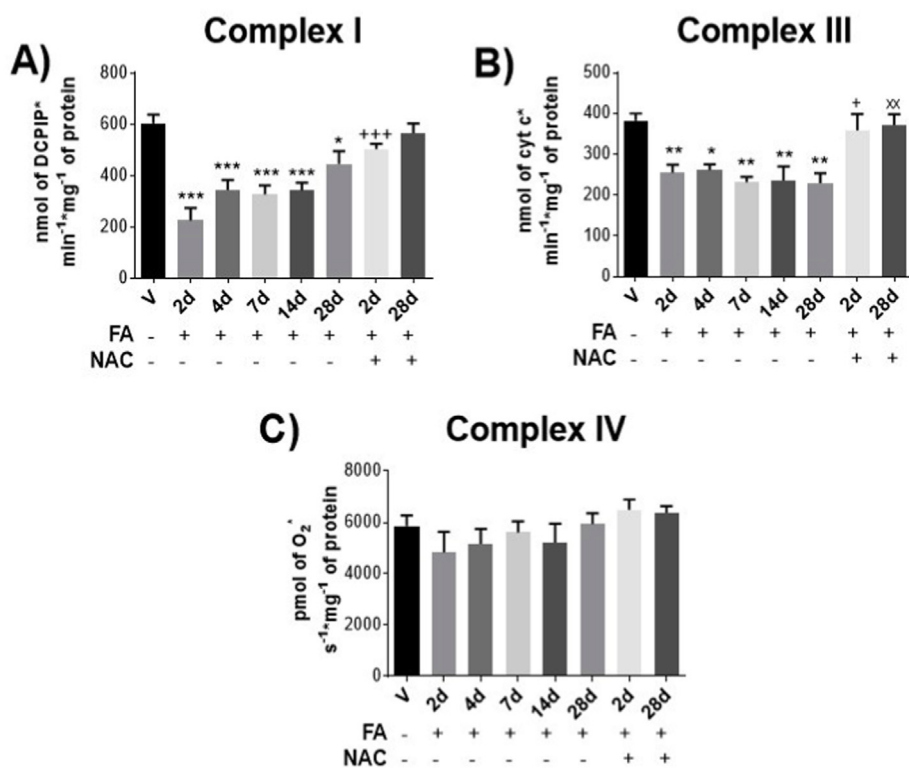 Complex I
A)
nmol of DCPIP*
min⁻¹*mg⁻¹ of protein
800
600
400
200
0
***
***
***
***
*
+++
V 2d 4d 7d 14d 28d 2d 28d
FA - + + + + + + +
NAC - - - - - - + +
Complex III
B)
nmol of cyt c*
min⁻¹*mg⁻¹ of protein
500
400
300
200
100
0
**
*
**
**
**
+
xx
V 2d 4d 7d 14d 28d 2d 28d
FA - + + + + + + +
NAC - - - - - - + +
C)
Complex IV
pmol of O₂*
s⁻¹*mg⁻¹ of protein
8000
6000
4000
2000
0
V 2d 4d 7d 14d 28d 2d 28d
FA - + + + + + + +
NAC - - - - - - + +